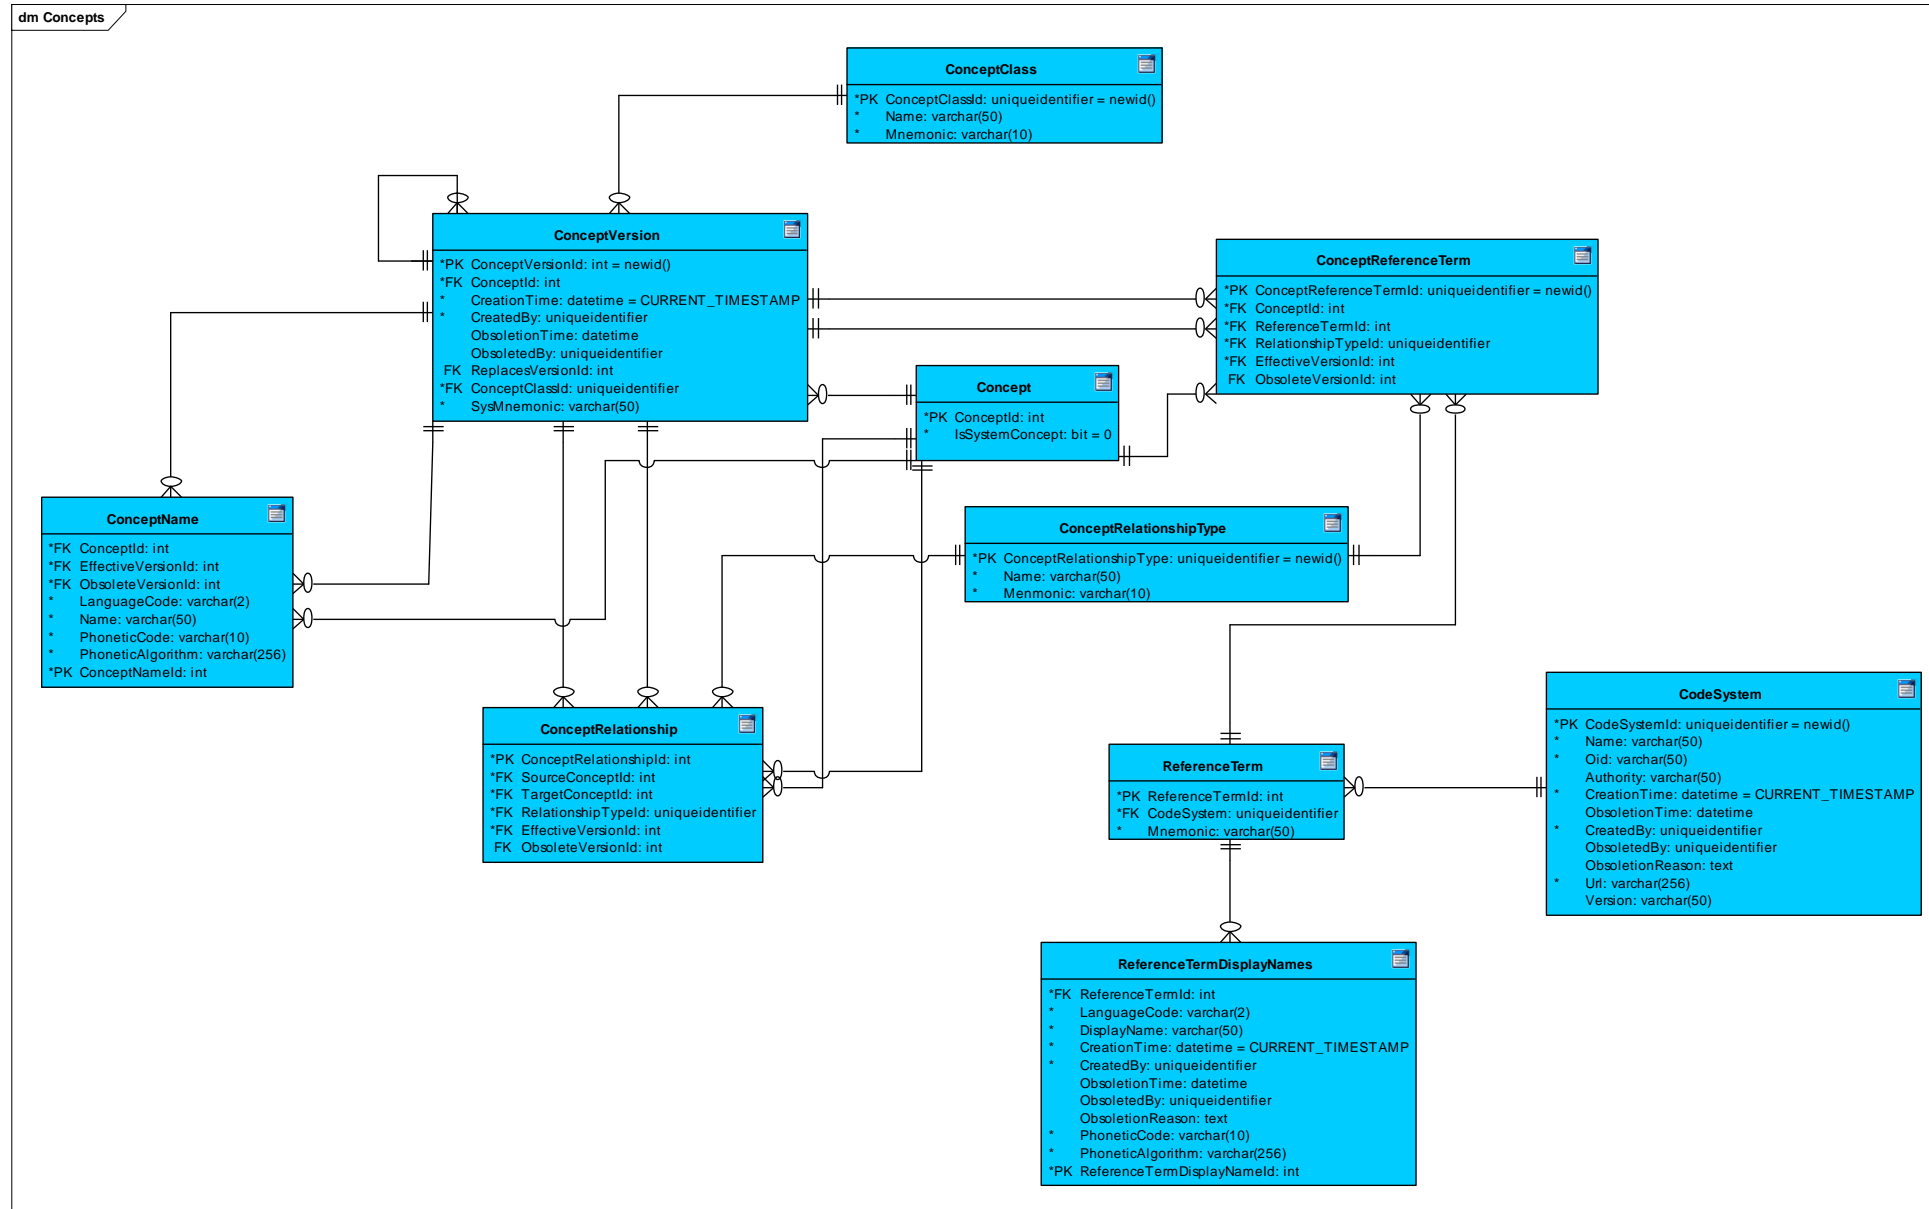 dm Concepts
ConceptClass
*PK ConceptClassId: uniqueidentifier = newid()
* Name: varchar(50)
* Mnemonic: varchar(10)
ConceptVersion
*PK ConceptVersionId: int = newid()
*FK ConceptId: int
* CreationTime: datetime = CURRENT_TIMESTAMP
* CreatedBy: uniqueidentifier
ObsoletionTime: datetime
ObsoletedBy: uniqueidentifier
FK ReplacesVersionId: int
*FK ConceptClassId: uniqueidentifier
* SysMnemonic: varchar(50)
ConceptReferenceTerm
*PK ConceptReferenceTermId: uniqueidentifier = newid()
*FK ConceptId: int
*FK ReferenceTermId: int
*FK RelationshipTypeId: uniqueidentifier
*FK EffectiveVersionId: int
FK ObsoleteVersionId: int
Concept
*PK ConceptId: int
* IsSystemConcept: bit = 0
ConceptName
*FK ConceptId: int
*FK EffectiveVersionId: int
*FK ObsoleteVersionId: int
* LanguageCode: varchar(2)
* Name: varchar(50)
* PhoneticCode: varchar(10)
* PhoneticAlgorithm: varchar(256)
*PK ConceptNameId: int
ConceptRelationshipType
*PK ConceptRelationshipType: uniqueidentifier = newid()
* Name: varchar(50)
* Menmonic: varchar(10)
ConceptRelationship
*PK ConceptRelationshipId: int
*FK SourceConceptId: int
*FK TargetConceptId: int
*FK RelationshipTypeId: uniqueidentifier
*FK EffectiveVersionId: int
FK ObsoleteVersionId: int
CodeSystem
*PK CodeSystemId: uniqueidentifier = newid()
* Name: varchar(50)
* Oid: varchar(50)
Authority: varchar(50)
* CreationTime: datetime = CURRENT_TIMESTAMP
ObsoletionTime: datetime
* CreatedBy: uniqueidentifier
ObsoletedBy: uniqueidentifier
ObsoletionReason: text
* Url: varchar(256)
Version: varchar(50)
ReferenceTerm
*PK ReferenceTermId: int
*FK CodeSystem: uniqueidentifier
* Mnemonic: varchar(50)
ReferenceTermDisplayNames
*FK ReferenceTermId: int
* LanguageCode: varchar(2)
* DisplayName: varchar(50)
* CreationTime: datetime = CURRENT_TIMESTAMP
* CreatedBy: uniqueidentifier
ObsoletionTime: datetime
ObsoletedBy: uniqueidentifier
ObsoletionReason: text
* PhoneticCode: varchar(10)
* PhoneticAlgorithm: varchar(256)
*PK ReferenceTermDisplayNameId: int